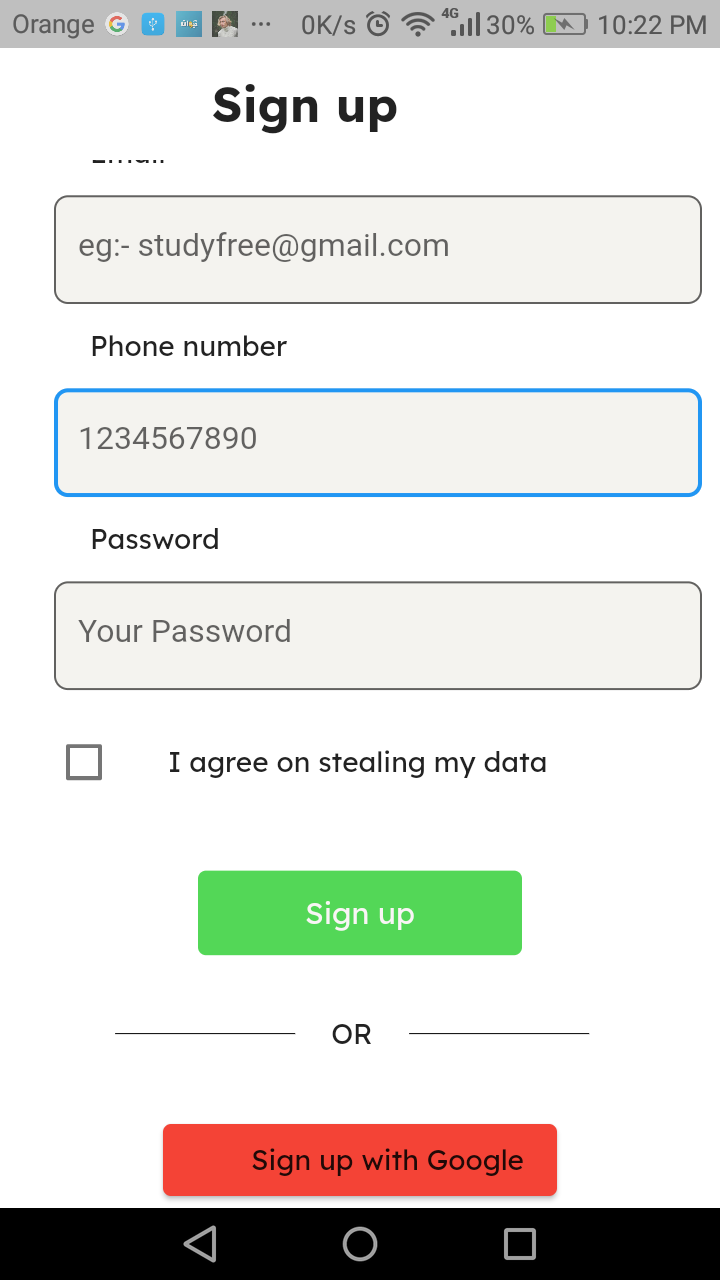 Orange 0K/s 4G 30% 10:22 PM
Sign up
Email
eg:- studyfree@gmail.com
Phone number
1234567890
Password
Your Password
I agree on stealing my data
Sign up
OR
Sign up with Google